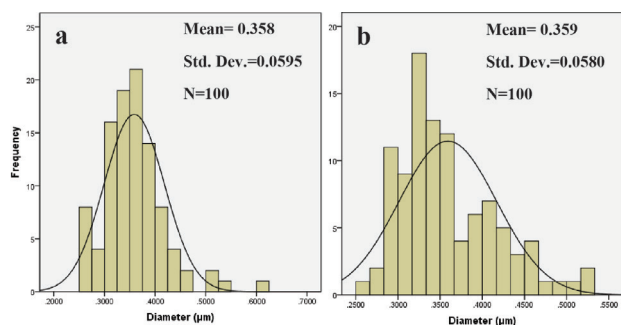 a
Mean= 0.358
Std. Dev.=0.0595
N=100
Frequency
25
20
15
10
5
0
.2000 .3000 .4000 .5000 .6000 .7000
Diameter (µm)
b
Mean= 0.359
Std. Dev.=0.0580
N=100
20
15
10
5
0
.2500 .3000 .3500 .4000 .4500 .5000 .5500
Diameter (µm)